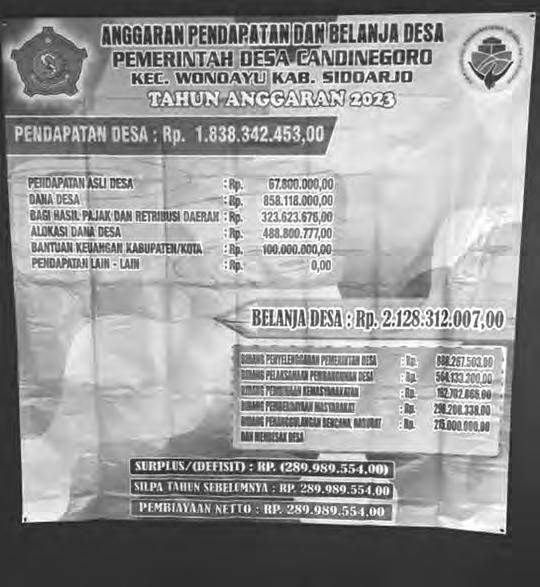 ANGGARAN PENDAPATAN DAN BELANJA DESA
PEMERINTAH DESA CANDINEGORO
KEC. WONOAYU KAB. SIDOARJO
TAHUN ANGGARAN 2023
PENDAPATAN DESA : Rp. 1.838.342.453,00
PENDAPATAN ASLI DESA : Rp. 67.800.000,00
DANA DESA : Rp. 858.118.000,00
BAGI HASIL PAJAK DAN RETRIBUSI DAERAH : Rp. 323.623.676,00
ALOKASI DANA DESA : Rp. 488.800.777,00
BANTUAN KEUANGAN KABUPATEN/KOTA : Rp. 100.000.000,00
PENDAPATAN LAIN - LAIN : Rp. 0,00
BELANJA DESA : Rp. 2.128.312.007,00
BIDANG PENYELENGGARAAN PEMERINTAH DESA : Rp.
BIDANG PELAKSANAAN PEMBANGUNAN DESA : Rp.
BIDANG PEMBINAAN KEMASYARAKATAN : Rp.
BIDANG PEMBERDAYAAN MASYARAKAT : Rp.
BIDANG PENANGGULANGAN BENCANA, DARURAT : Rp. 215.000.000,00
DAN MENDESAK DESA
SURPLUS/(DEFISIT) : RP. (289.989.554,00)
SILPA TAHUN SEBELUMNYA : RP. 289.989.554,00
PEMBIAYAAN NETTO : RP. 289.989.554,00